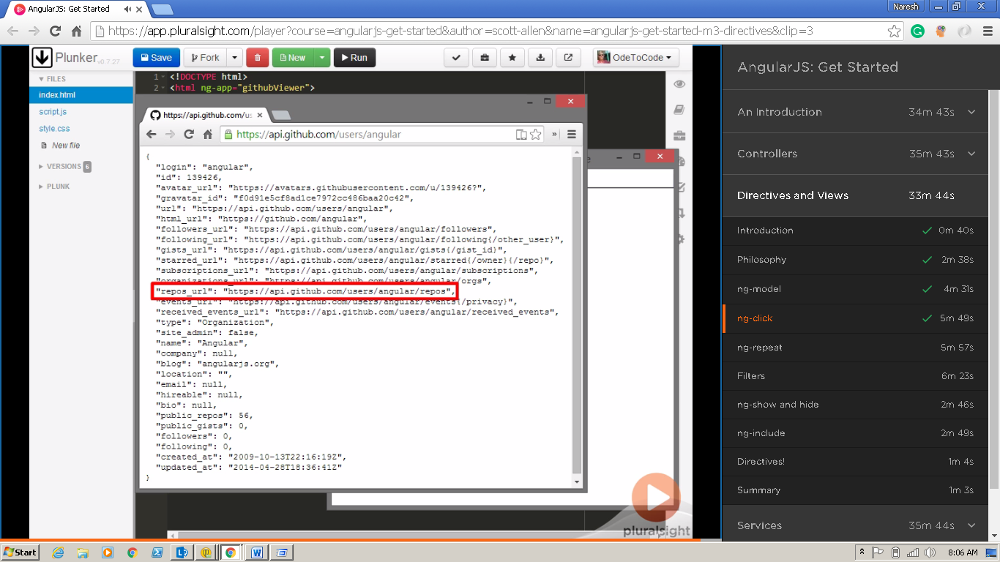 AngularJS: Get Started
Naresh
https://app.pluralsight.com/player?course=angularjs-get-started&author=scott-allen&name=angularjs-get-started-m3-directives&clip=3
Plunker v0.7.27
Save
Fork
New
Run
OdeToCode
FILES
index.html
script.js
style.css
New file
VERSIONS 6
PLUNK
1 <!DOCTYPE html>
2 <html ng-app="githubViewer">
https://api.github.com/us
https://api.github.com/users/angular
{
"login": "angular",
"id": 139426,
"avatar_url": "https://avatars.githubusercontent.com/u/139426?",
"gravatar_id": "f0d91e5cf8ad1ce7972cc486baa20c42",
"url": "https://api.github.com/users/angular",
"html_url": "https://github.com/angular",
"followers_url": "https://api.github.com/users/angular/followers",
"following_url": "https://api.github.com/users/angular/following{/other_user}",
"gists_url": "https://api.github.com/users/angular/gists{/gist_id}",
"starred_url": "https://api.github.com/users/angular/starred{/owner}{/repo}",
"subscriptions_url": "https://api.github.com/users/angular/subscriptions",
"organizations_url": "https://api.github.com/users/angular/orgs",
"repos_url": "https://api.github.com/users/angular/repos",
"events_url": "https://api.github.com/users/angular/events{/privacy}",
"received_events_url": "https://api.github.com/users/angular/received_events",
"type": "Organization",
"site_admin": false,
"name": "Angular",
"company": null,
"blog": "angularjs.org",
"location": "",
"email": null,
"hireable": null,
"bio": null,
"public_repos": 56,
"public_gists": 0,
"followers": 0,
"following": 0,
"created_at": "2009-10-13T22:16:19Z",
"updated_at": "2014-04-28T18:36:41Z"
}
pluralsight
AngularJS: Get Started
An Introduction 34m 43s
Controllers 35m 43s
Directives and Views 33m 44s
Introduction 0m 40s
Philosophy 2m 38s
ng-model 4m 31s
ng-click 5m 49s
ng-repeat 5m 57s
Filters 6m 23s
ng-show and hide 2m 46s
ng-include 2m 49s
Directives! 1m 4s
Summary 1m 3s
Services 35m 44s
Start
8:06 AM